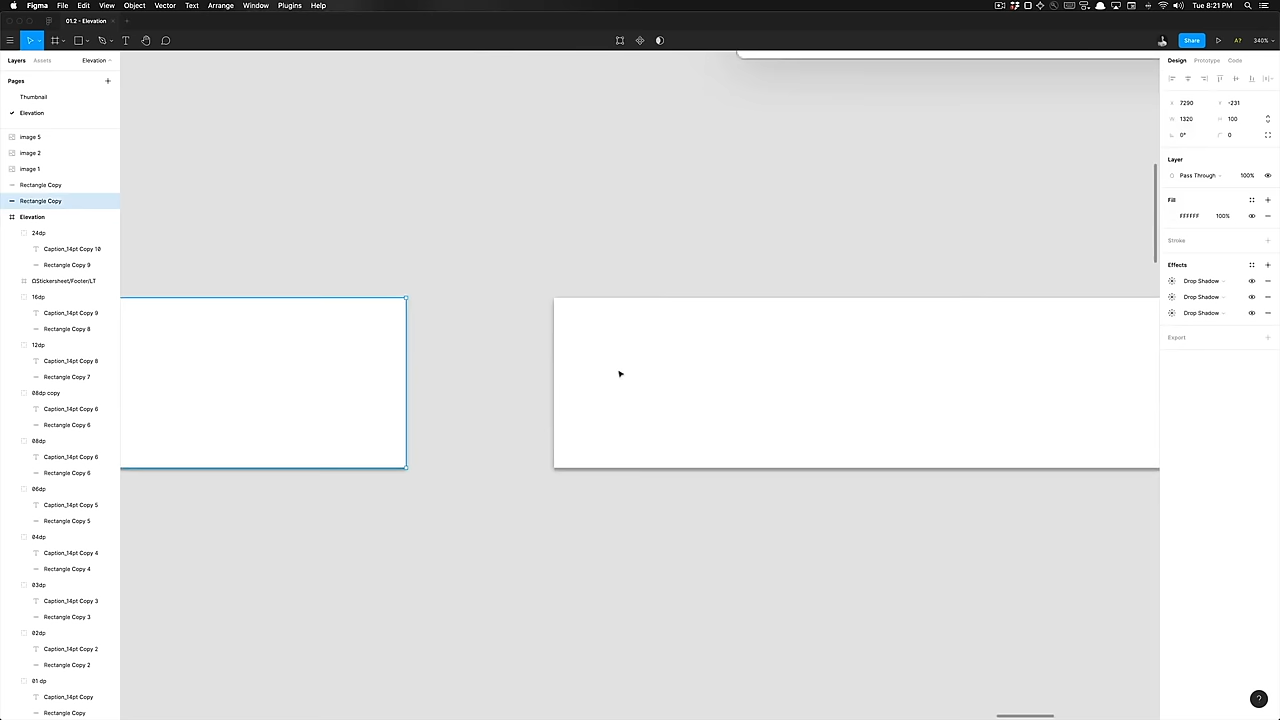 Figma File Edit View Object Vector Text Arrange Window Plugins Help
Tue 8:21 PM
01.2 - Elevation
Share
A?
340%
Layers Assets Elevation
Pages
Thumbnail
Elevation
image 5
image 2
image 1
Rectangle Copy
Rectangle Copy
Elevation
24dp
Caption_14pt Copy 10
Rectangle Copy 9
ΩStickersheet/Footer/LT
16dp
Caption_14pt Copy 9
Rectangle Copy 8
12dp
Caption_14pt Copy 8
Rectangle Copy 7
08dp copy
Caption_14pt Copy 6
Rectangle Copy 6
08dp
Caption_14pt Copy 6
Rectangle Copy 6
06dp
Caption_14pt Copy 5
Rectangle Copy 5
04dp
Caption_14pt Copy 4
Rectangle Copy 4
03dp
Caption_14pt Copy 3
Rectangle Copy 3
02dp
Caption_14pt Copy 2
Rectangle Copy 2
01 dp
Caption_14pt Copy
Rectangle Copy
Design Prototype Code
X 7290 Y -231
W 1320 H 100
0° 0
Layer
Pass Through 100%
Fill
FFFFFF 100%
Stroke
Effects
Drop Shadow
Drop Shadow
Drop Shadow
Export
?